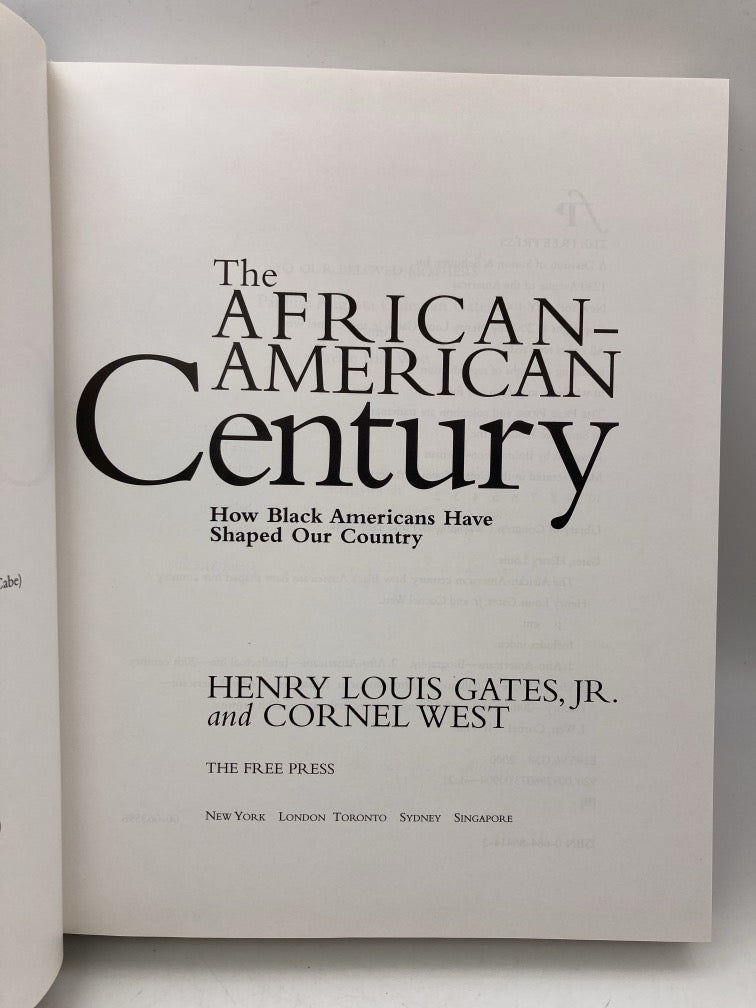 The
AFRICAN–
AMERICAN
Century
How Black Americans Have
Shaped Our Country
HENRY LOUIS GATES, JR.
and CORNEL WEST
THE FREE PRESS
NEW YORK LONDON TORONTO SYDNEY SINGAPORE
Cabe)